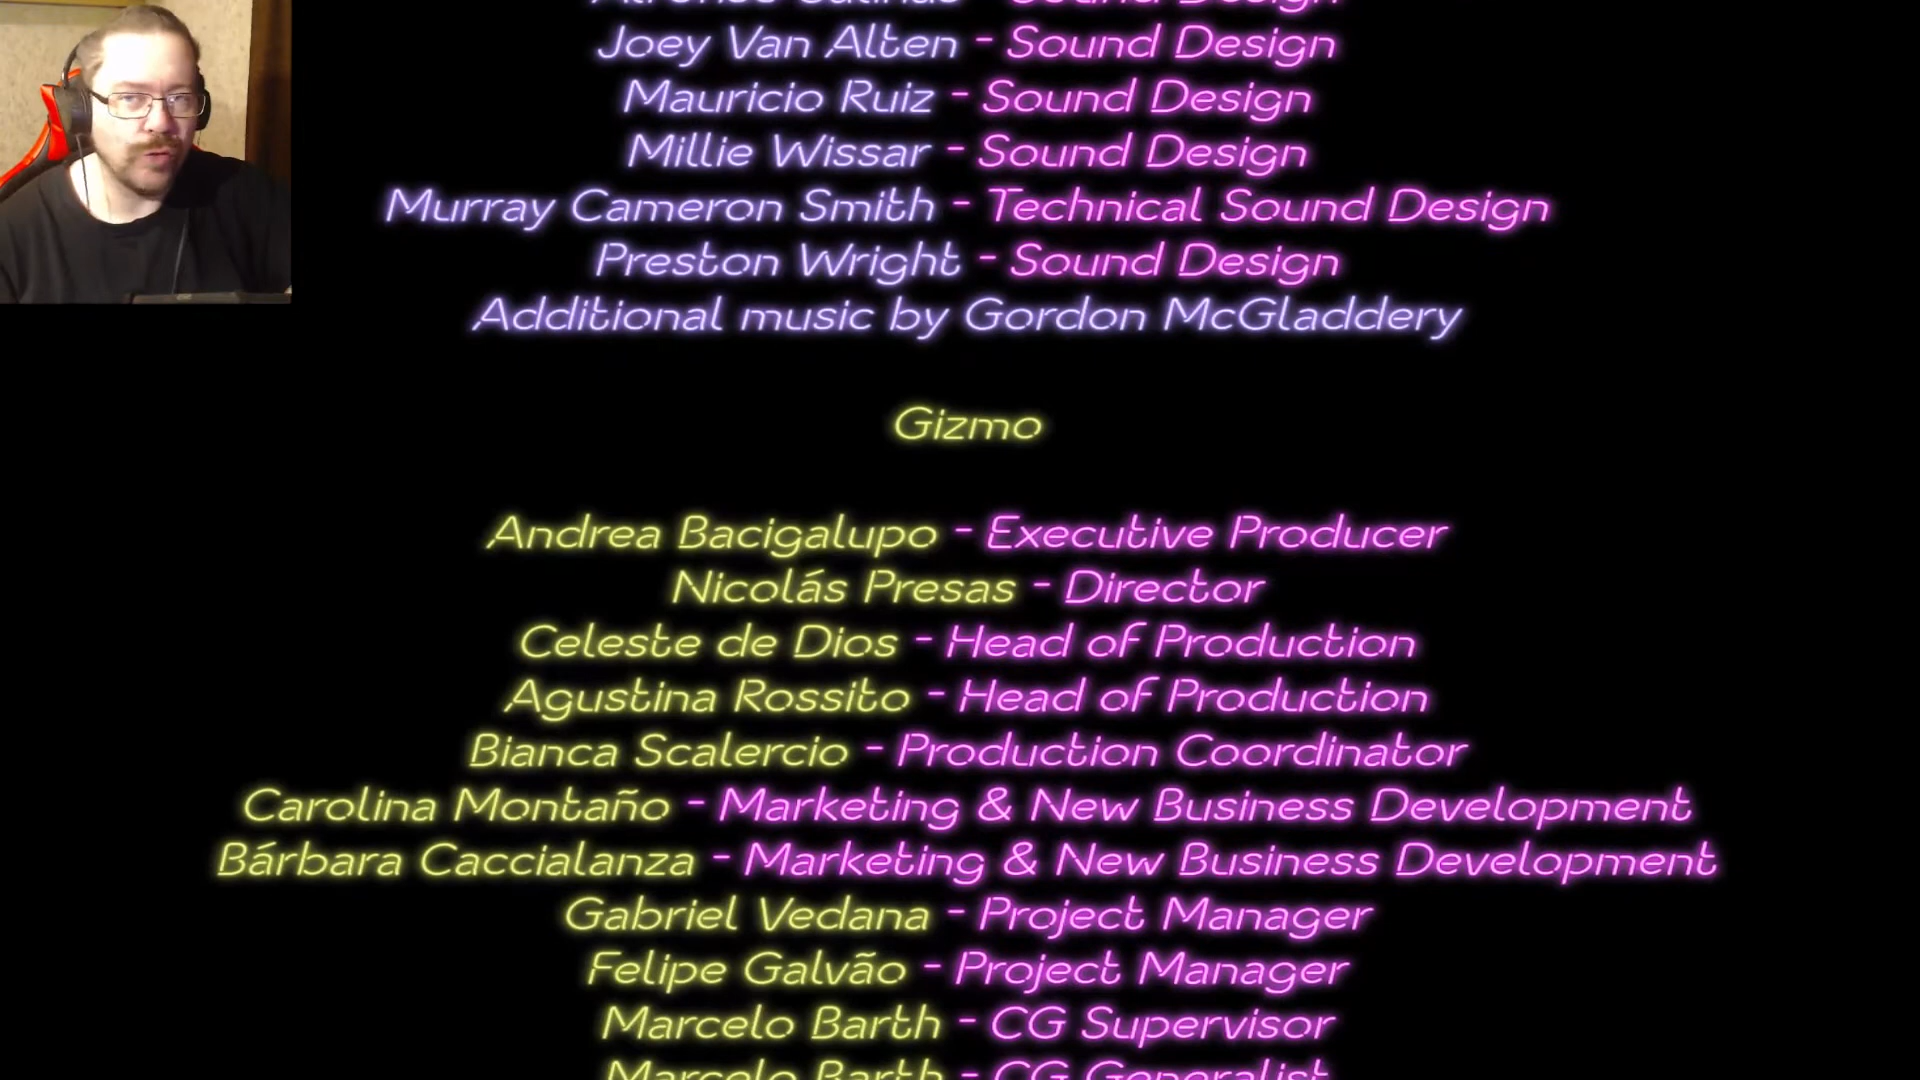 Joey Van Alten - Sound Design
Mauricio Ruiz - Sound Design
Millie Wissar - Sound Design
Murray Cameron Smith - Technical Sound Design
Preston Wright - Sound Design
Additional music by Gordon McGladdery
Gizmo
Andrea Bacigalupo - Executive Producer
Nicolás Presas - Director
Celeste de Dios - Head of Production
Agustina Rossito - Head of Production
Bianca Scalercio - Production Coordinator
Carolina Montaño - Marketing & New Business Development
Bárbara Caccialanza - Marketing & New Business Development
Gabriel Vedana - Project Manager
Felipe Galvão - Project Manager
Marcelo Barth - CG Supervisor
Marcelo Barth - CG Generalist